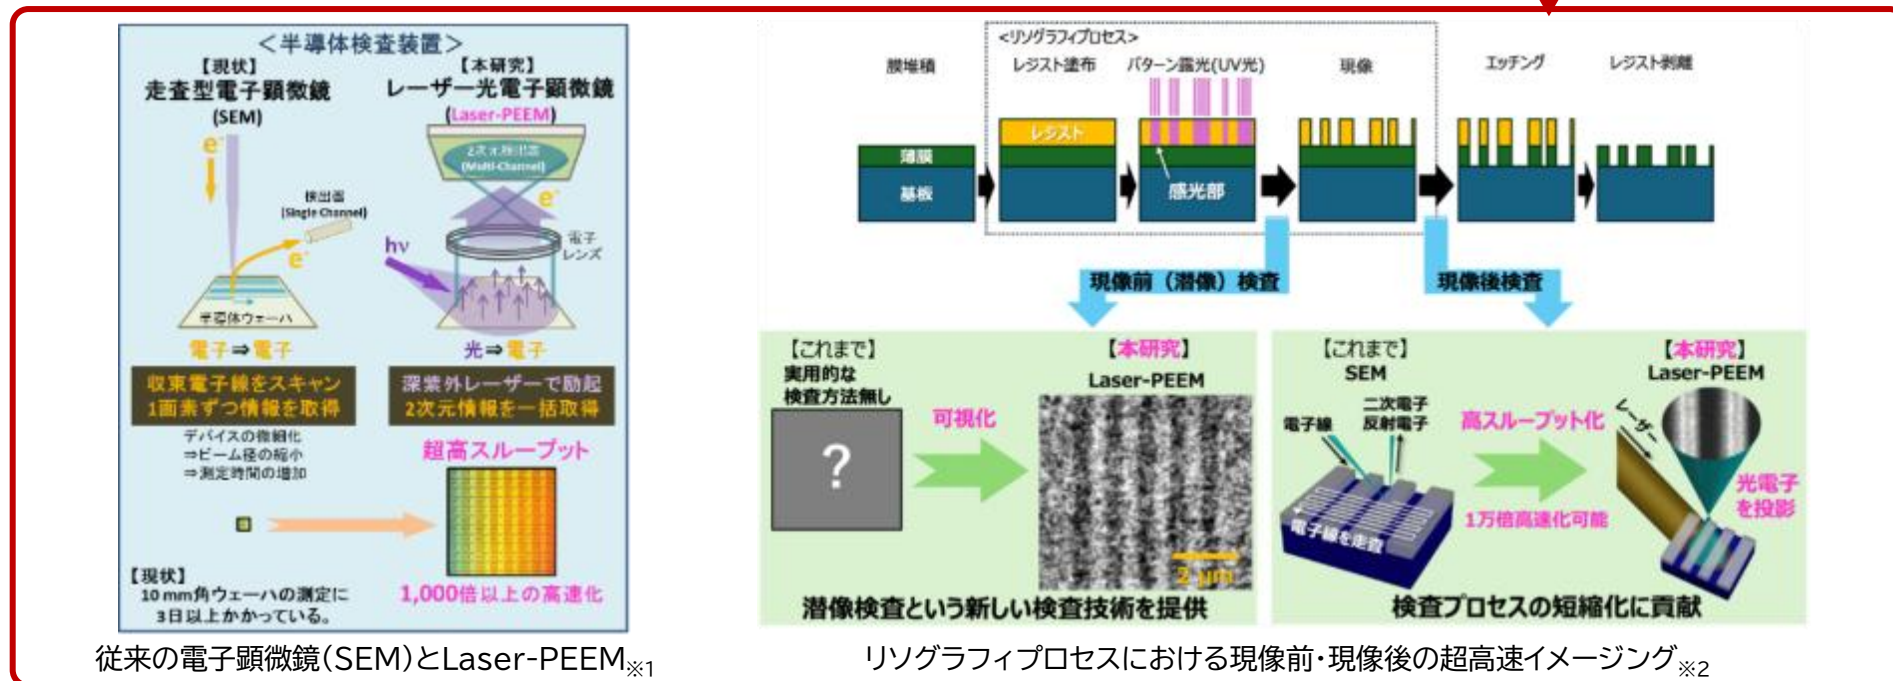 ＜半導体検査装置＞
【現状】
走査型電子顕微鏡
(SEM)
e⁻
検出器
(Single Channel)
e⁻
半導体ウェーハ
電子⇒電子
収束電子線をスキャン
1画素ずつ情報を取得
デバイスの微細化
⇒ビーム径の縮小
⇒測定時間の増加
【本研究】
レーザー光電子顕微鏡
(Laser-PEEM)
2次元検出器
(Multi-Channel)
e⁻
hν
電子
レンズ
光⇒電子
深紫外レーザーで励起
2次元情報を一括取得
超高スループット
1,000倍以上の高速化
【現状】
10 mm角ウェーハの測定に
3日以上かかっている。
従来の電子顕微鏡(SEM)とLaser-PEEM※1
<リソグラフィプロセス>
膜堆積
レジスト塗布
パターン露光(UV光)
現像
エッチング
レジスト剥離
レジスト
薄膜
基板
感光部
現像前（潜像）検査
現像後検査
【これまで】
実用的な
検査方法無し
?
可視化
【本研究】
Laser-PEEM
2 μm
潜像検査という新しい検査技術を提供
【これまで】
SEM
電子線
二次電子
反射電子
電子線を走査
高スループット化
1万倍高速化可能
【本研究】
Laser-PEEM
レーザー
光電子
を投影
検査プロセスの短縮化に貢献
リソグラフィプロセスにおける現像前・現像後の超高速イメージング※2